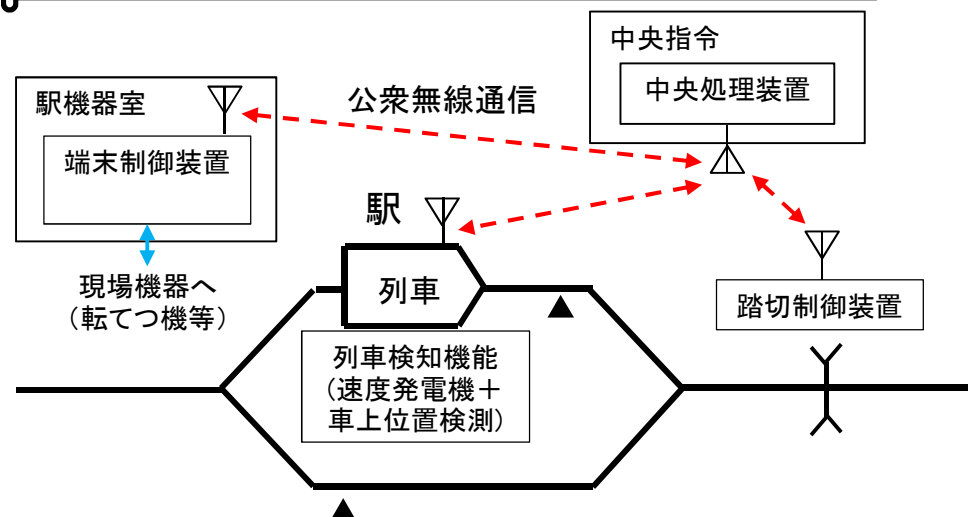 中央指令
中央処理装置
駅機器室
公衆無線通信
端末制御装置
駅
列車
現場機器へ
（転てつ機等）
踏切制御装置
列車検知機能
（速度発電機＋
車上位置検測）